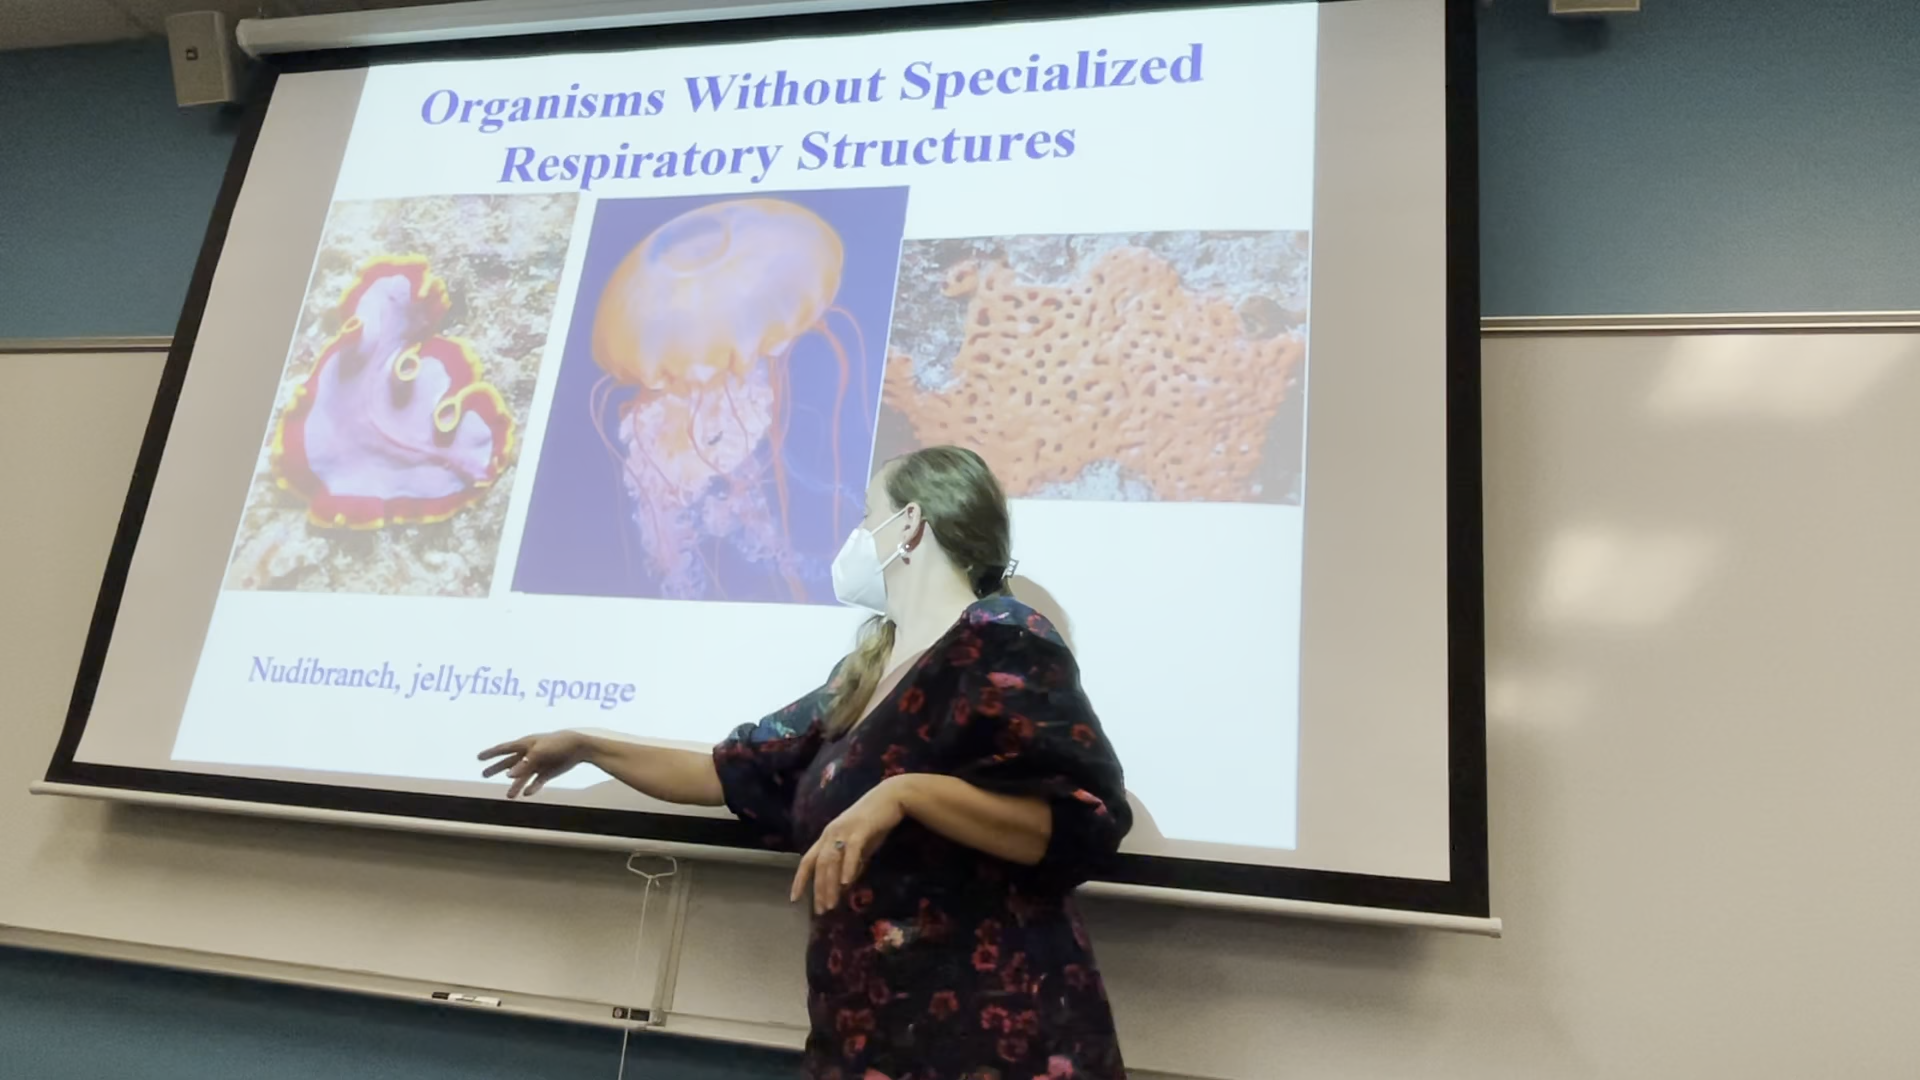 Organisms Without Specialized
Respiratory Structures
Nudibranch, jellyfish, sponge